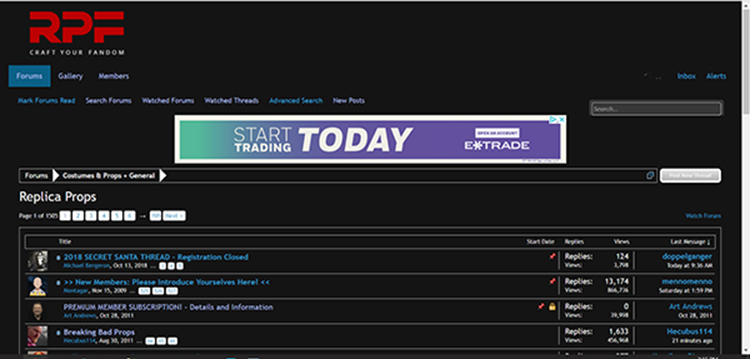 RPF
CRAFT YOUR FANDOM
Forums Gallery Members Inbox Alerts
Mark Forums Read Search Forums Watched Forums Watched Threads Advanced Search New Posts
Search...
START TRADING TODAY OPEN AN ACCOUNT E*TRADE
Forums Costumes & Props + General Post New Thread
Replica Props
Page 1 of 1505 1 2 3 4 5 6 → Next > Watch Forum
Title Start Date Replies Views Last Message ↓
2018 SECRET SANTA THREAD - Registration Closed Replies: 124 doppelganger
Michael Bergeron, Oct 13, 2018 ... Views: 3,798 Today at 9:36 AM
>> New Members: Please Introduce Yourselves Here! << Replies: 13,174 mennomenno
Montagar, Nov 15, 2009 ... Views: 866,736 Saturday at 1:59 PM
PREMIUM MEMBER SUBSCRIPTION! - Details and Information Replies: 0 Art Andrews
Art Andrews, Oct 28, 2011 Views: 39,998 Oct 28, 2011
Breaking Bad Props Replies: 1,633 Hecubus114
Hecubus114, Aug 30, 2011 ... Views: 456,968 21 minutes ago
Replies: